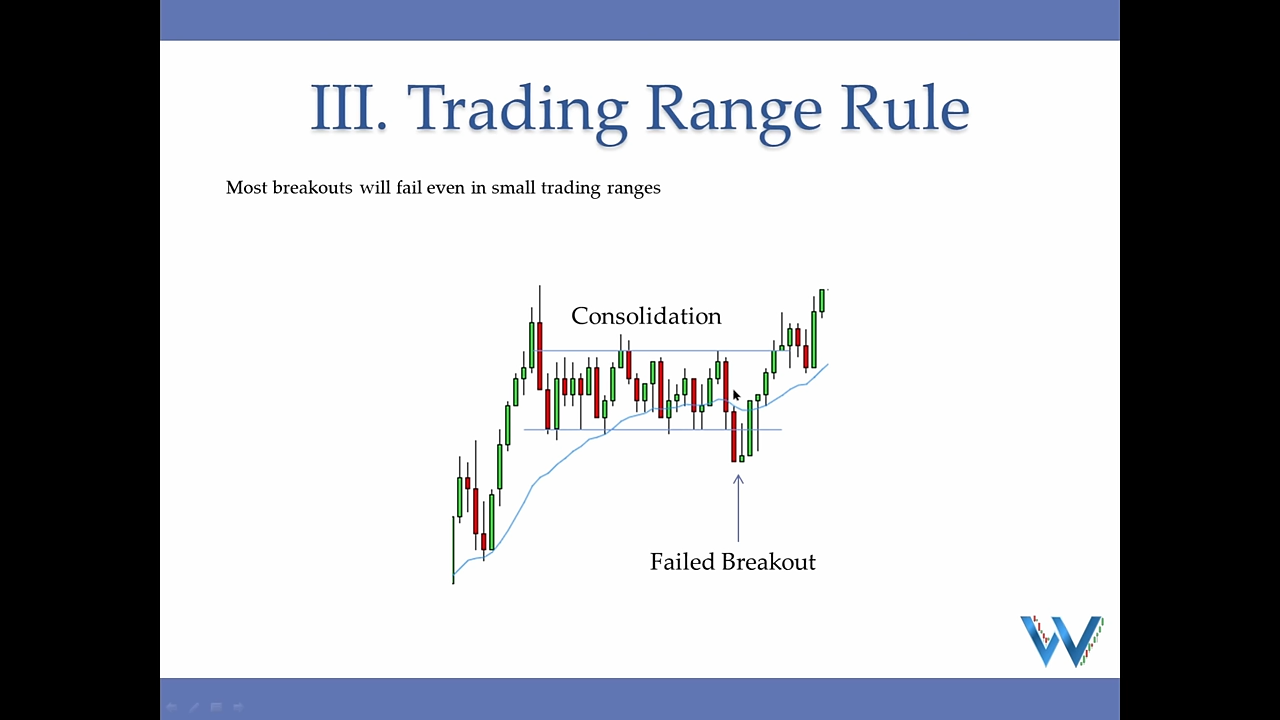 III. Trading Range Rule
Most breakouts will fail even in small trading ranges
Consolidation
Failed Breakout
W